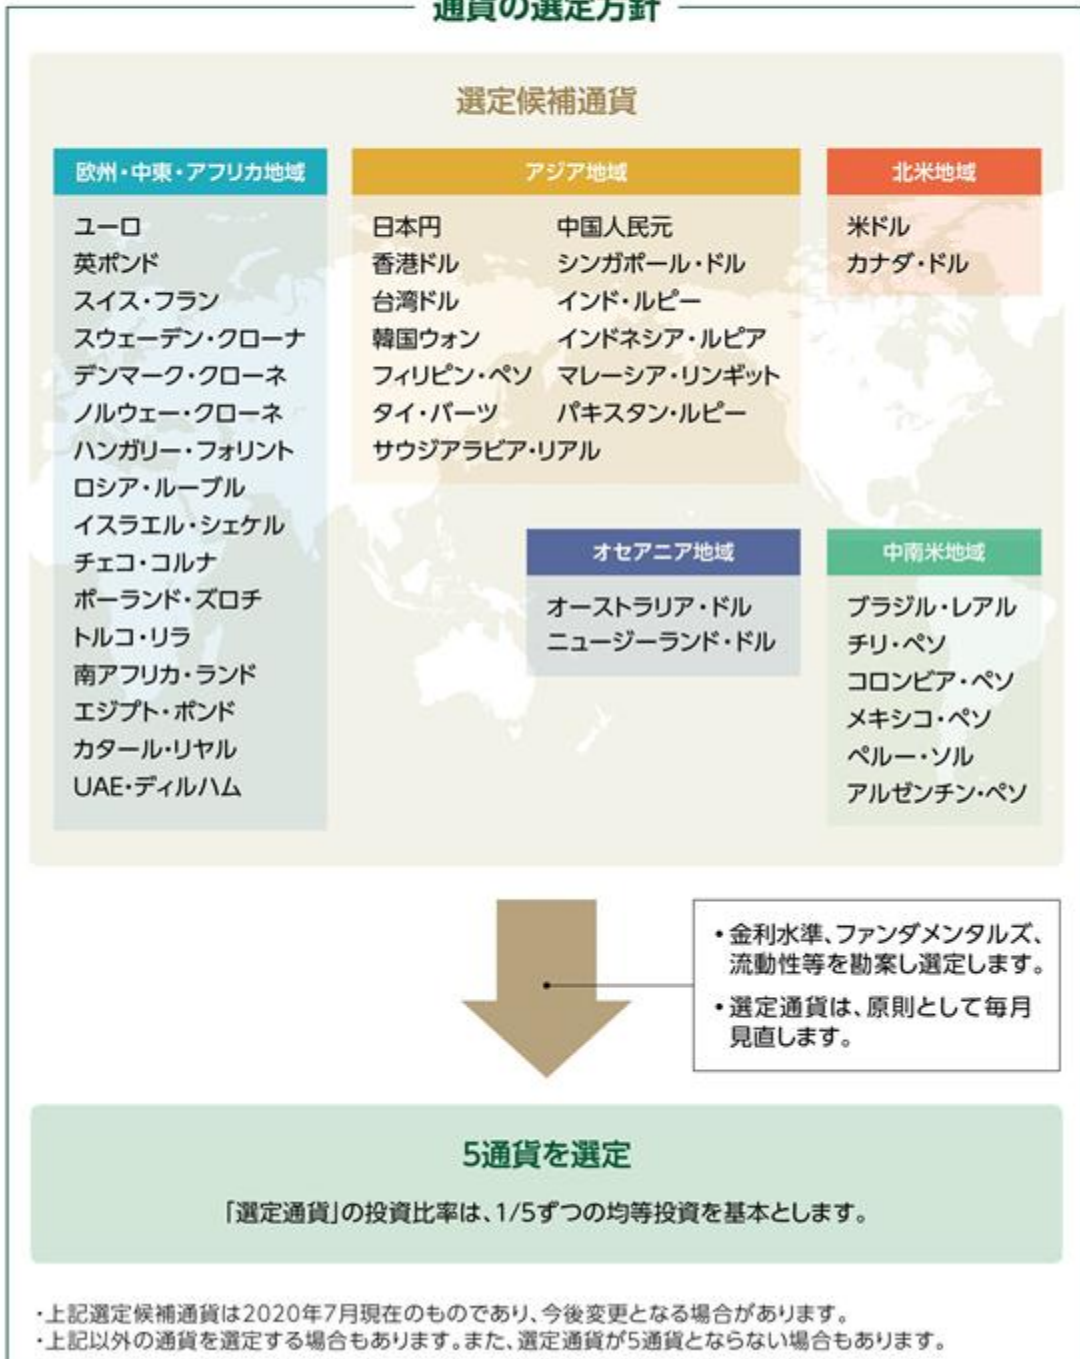 通貨の選定方針
選定候補通貨
欧州・中東・アフリカ地域
ユーロ
英ポンド
スイス・フラン
スウェーデン・クローナ
デンマーク・クローネ
ノルウェー・クローネ
ハンガリー・フォリント
ロシア・ルーブル
イスラエル・シェケル
チェコ・コルナ
ポーランド・ズロチ
トルコ・リラ
南アフリカ・ランド
エジプト・ポンド
カタール・リヤル
UAE・ディルハム
アジア地域
日本円 中国人民元
香港ドル シンガポール・ドル
台湾ドル インド・ルピー
韓国ウォン インドネシア・ルピア
フィリピン・ペソ マレーシア・リンギット
タイ・バーツ パキスタン・ルピー
サウジアラビア・リアル
北米地域
米ドル
カナダ・ドル
オセアニア地域
オーストラリア・ドル
ニュージーランド・ドル
中南米地域
ブラジル・レアル
チリ・ペソ
コロンビア・ペソ
メキシコ・ペソ
ペルー・ソル
アルゼンチン・ペソ
・金利水準、ファンダメンタルズ、
流動性等を勘案し選定します。
・選定通貨は、原則として毎月
見直します。
5通貨を選定
「選定通貨」の投資比率は、1/5ずつの均等投資を基本とします。
・上記選定候補通貨は2020年7月現在のものであり、今後変更となる場合があります。
・上記以外の通貨を選定する場合もあります。また、選定通貨が5通貨とならない場合もあります。